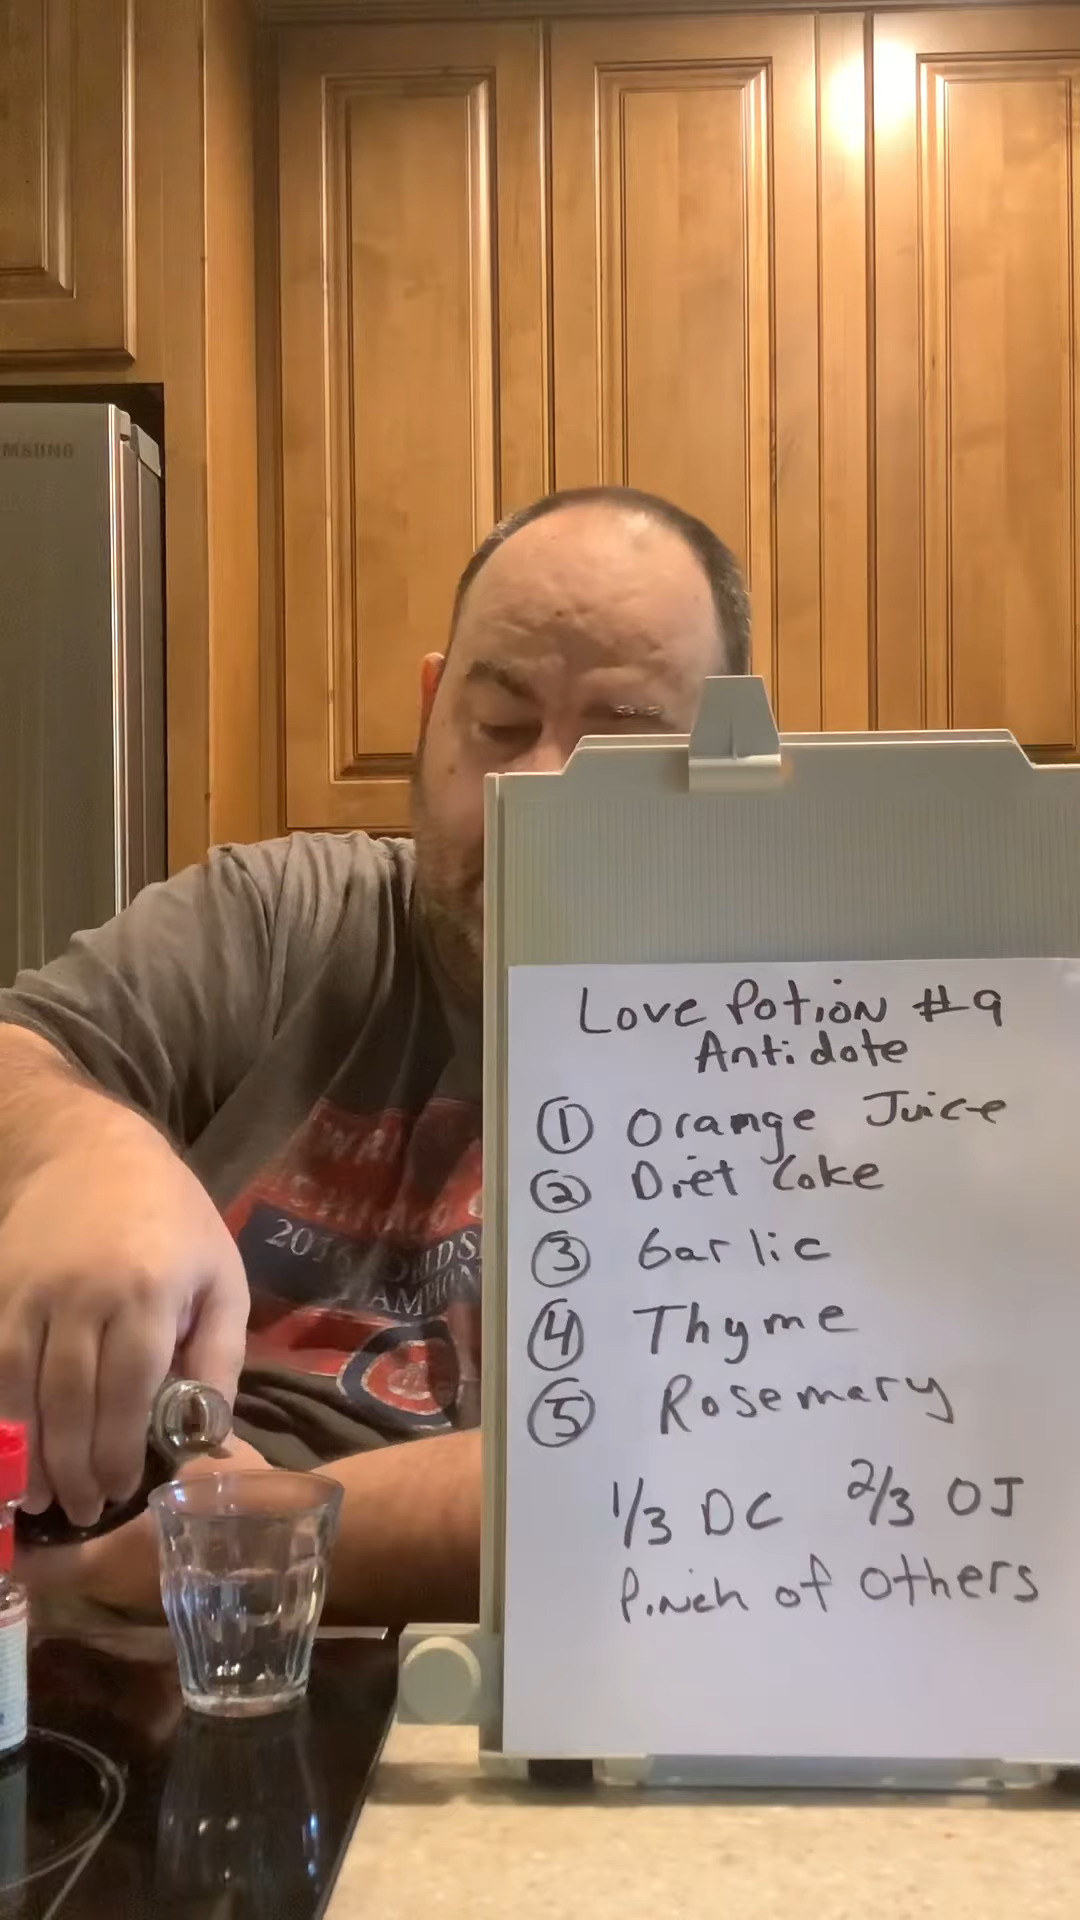 MSUNG
Love Potion #9
Antidote
① Orange Juice
② Diet Coke
③ Garlic
④ Thyme
⑤ Rosemary
1/3 DC 2/3 OJ
Pinch of others